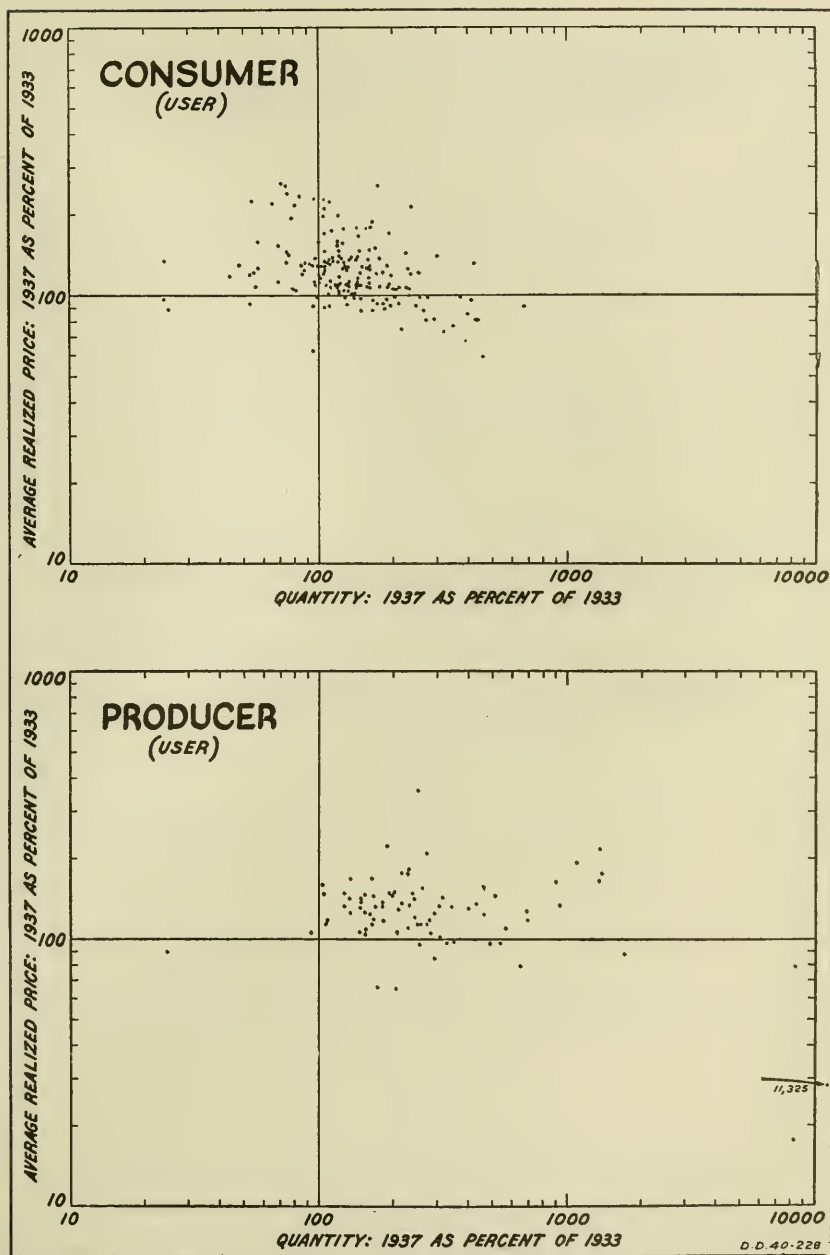 1000
CONSUMER
(USER)
AVERAGE REALIZED PRICE: 1937 AS PERCENT OF 1933
100
10
10 100 1000 10000
QUANTITY: 1937 AS PERCENT OF 1933
1000
PRODUCER
(USER)
AVERAGE REALIZED PRICE: 1937 AS PERCENT OF 1933
100
11,325
10
10 100 1000 10000
QUANTITY: 1937 AS PERCENT OF 1933
D.D.40-228